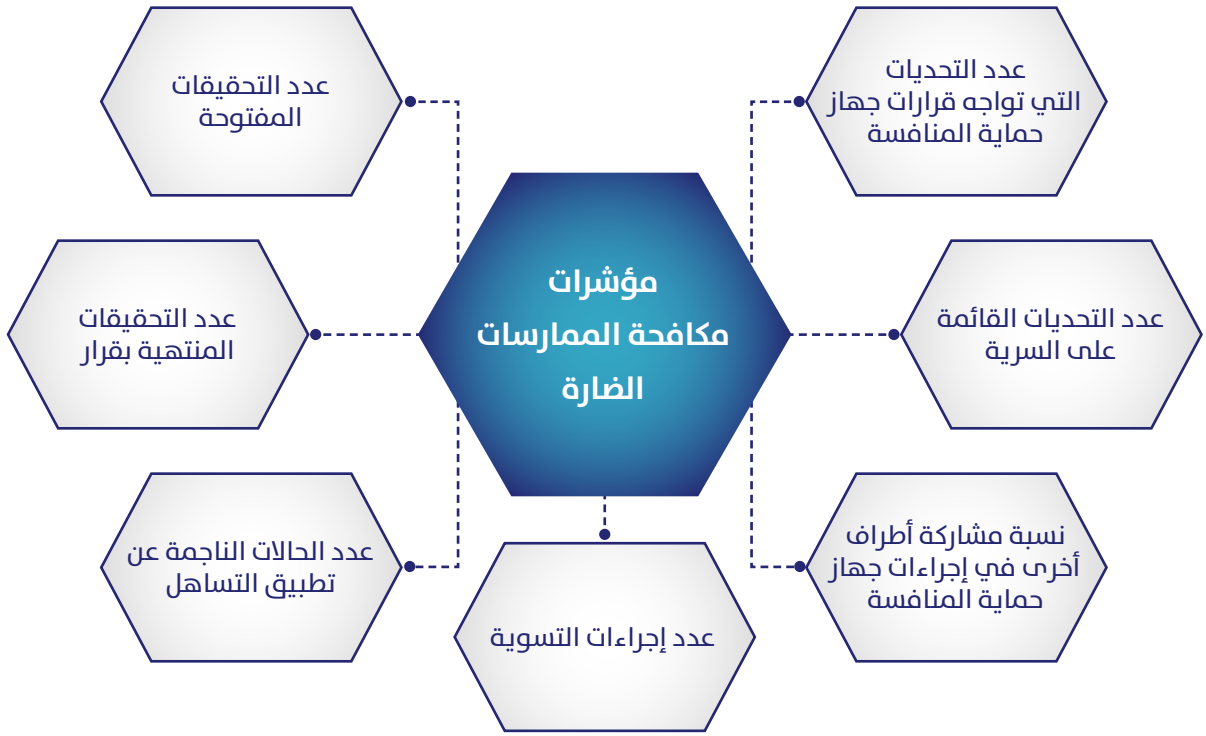 مؤشرات
مكافحة الممارسات
الضارة
عدد التحديات
التي تواجه قرارات جهاز
حماية المنافسة
عدد التحديات القائمة
على السرية
نسبة مشاركة أطراف
أخرى في إجراءات جهاز
حماية المنافسة
عدد إجراءات التسوية
عدد الحالات الناجمة عن
تطبيق التساهل
عدد التحقيقات
المنتهية بقرار
عدد التحقيقات
المفتوحة